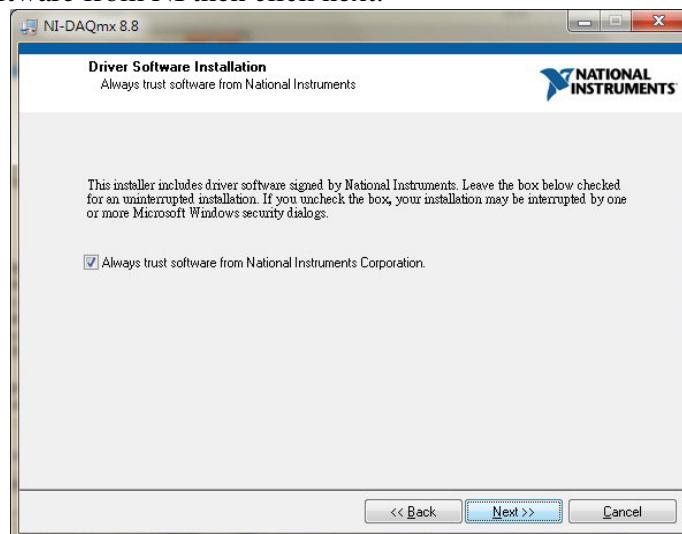 NI-DAQmx 8.8
Driver Software Installation
Always trust software from National Instruments
NATIONAL
INSTRUMENTS
This installer includes driver software signed by National Instruments. Leave the box below checked
for an uninterrupted installation. If you uncheck the box, your installation may be interrupted by one
or more Microsoft Windows security dialogs.
Always trust software from National Instruments Corporation.
<< Back
Next >>
Cancel